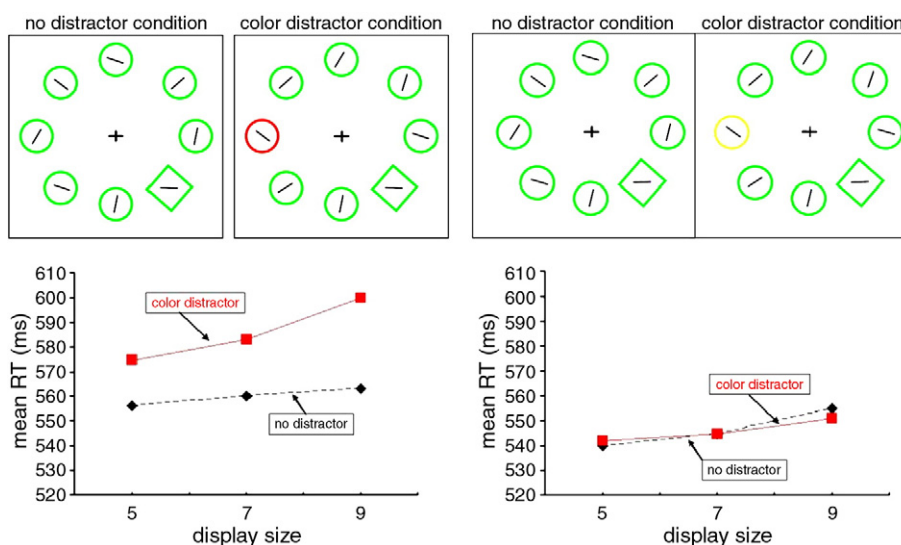 no distractor condition
color distractor condition
no distractor condition
color distractor condition
610
600
590
580
570
560
550
540
530
520
mean RT (ms)
color distractor
no distractor
5
7
9
display size
610
600
590
580
570
560
550
540
530
520
mean RT (ms)
color distractor
no distractor
5
7
9
display size